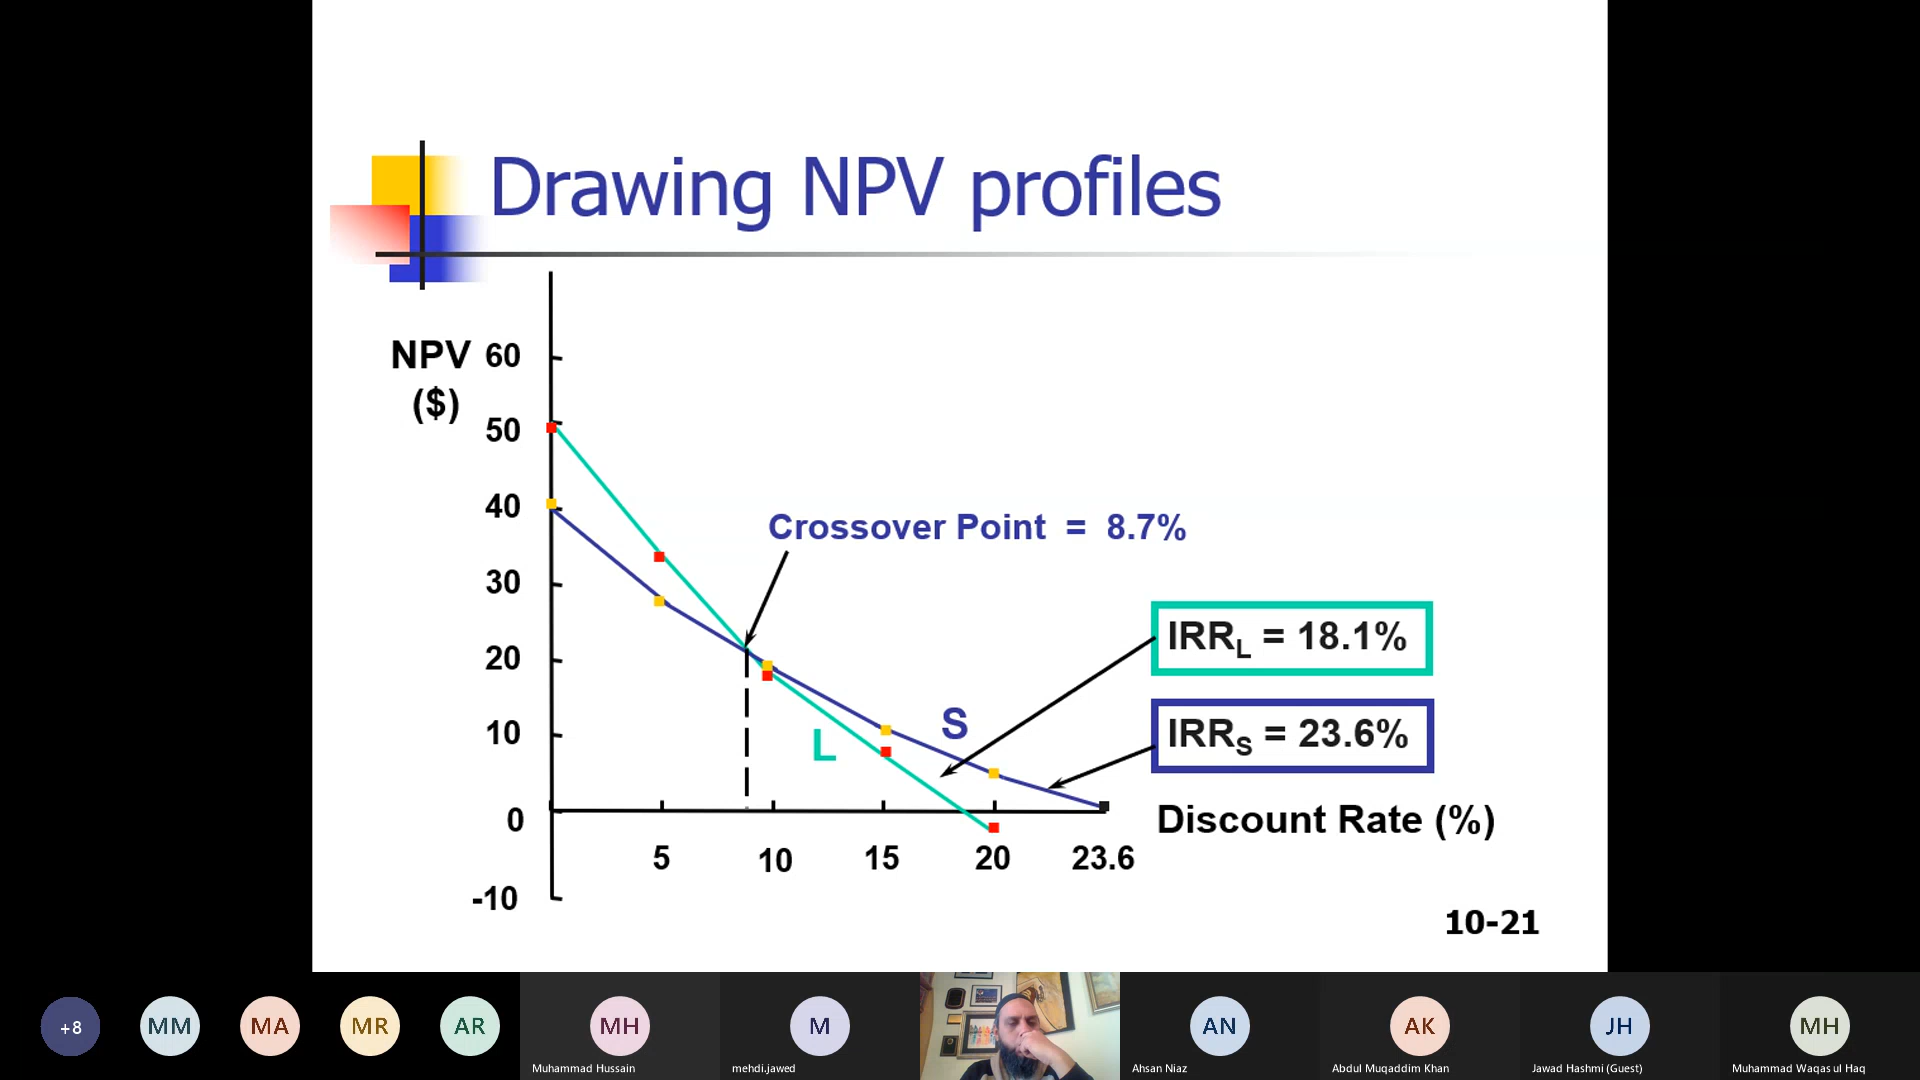 Drawing NPV profiles
NPV
($)
60
50
40
30
20
10
0
-10
Crossover Point = 8.7%
IRRL = 18.1%
IRRS = 23.6%
S
L
Discount Rate (%)
5
10
15
20
23.6
10-21
+8
MM
MA
MR
AR
MH
M
AN
AK
JH
MH
Muhammad Hussain
mehdi.jawed
Ahsan Niaz
Abdul Muqaddim Khan
Jawad Hashmi (Guest)
Muhammad Waqas ul Haq